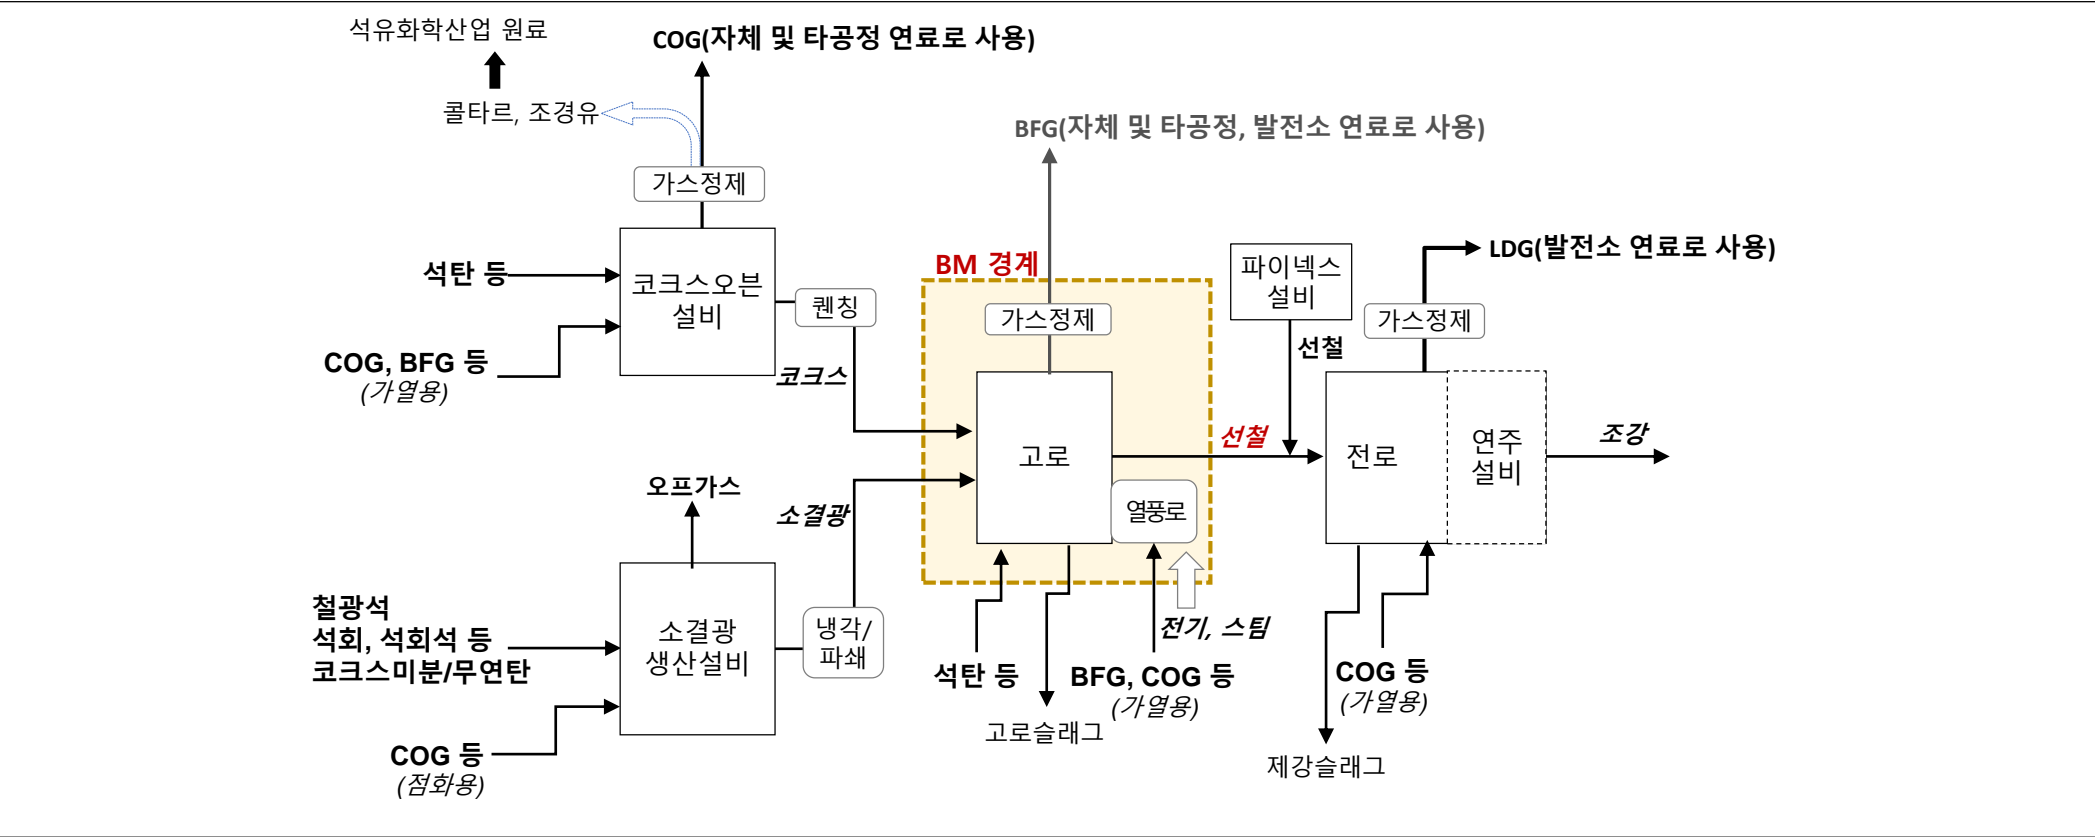 석유화학산업 원료
COG(자체 및 타공정 연료로 사용)
콜타르, 조경유
BFG(자체 및 타공정, 발전소 연료로 사용)
가스정제
석탄 등
코크스오븐
설비
퀜칭
COG, BFG 등
(가열용)
코크스
BM 경계
가스정제
파이넥스
설비
선철
LDG(발전소 연료로 사용)
가스정제
고로
선철
전로
연주
설비
조강
열풍로
오프가스
소결광
철광석
석회, 석회석 등
코크스미분/무연탄
소결광
생산설비
냉각/
파쇄
COG 등
(점화용)
석탄 등
고로슬래그
전기, 스팀
BFG, COG 등
(가열용)
COG 등
(가열용)
제강슬래그